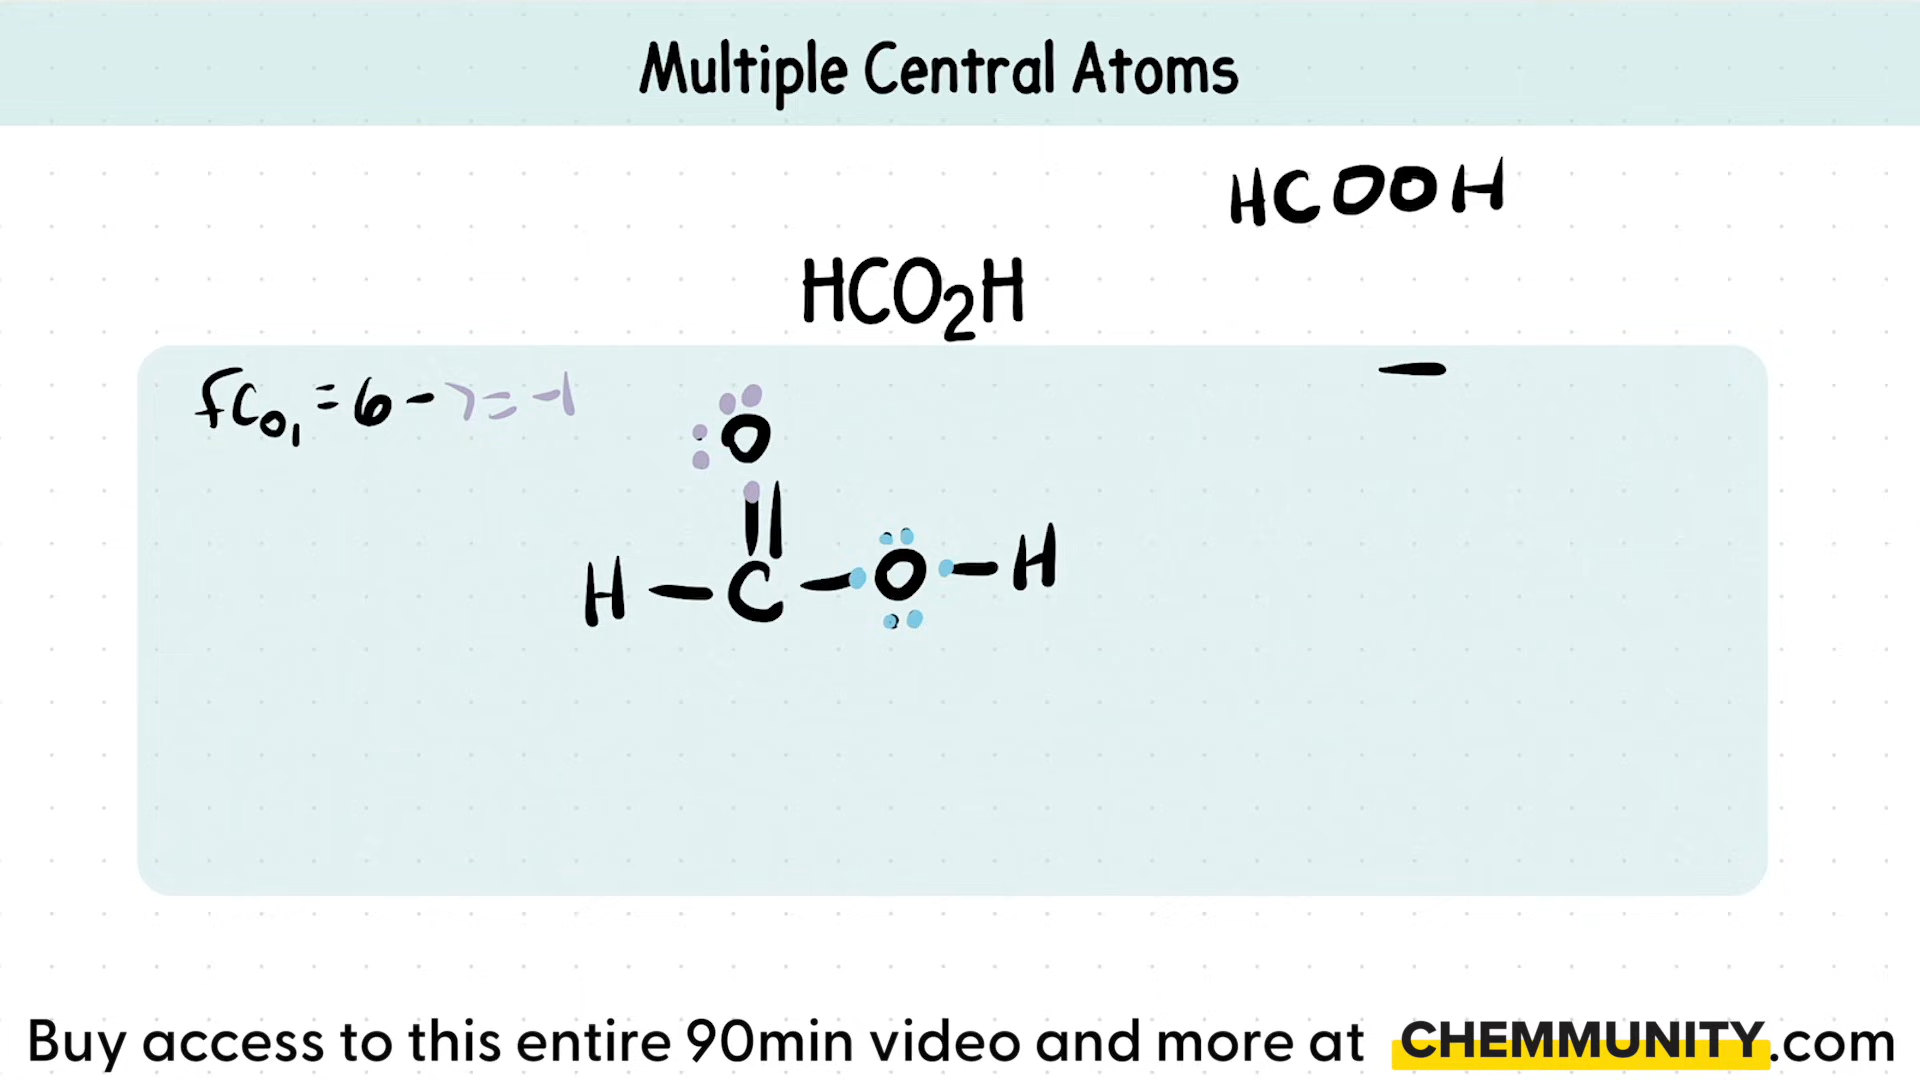 Multiple Central Atoms
HCOOH
HCO₂H
fC₀₁ = 6 - 7 = -1
O
H - C - O - H
Buy access to this entire 90min video and more at CHEMMUNITY.com